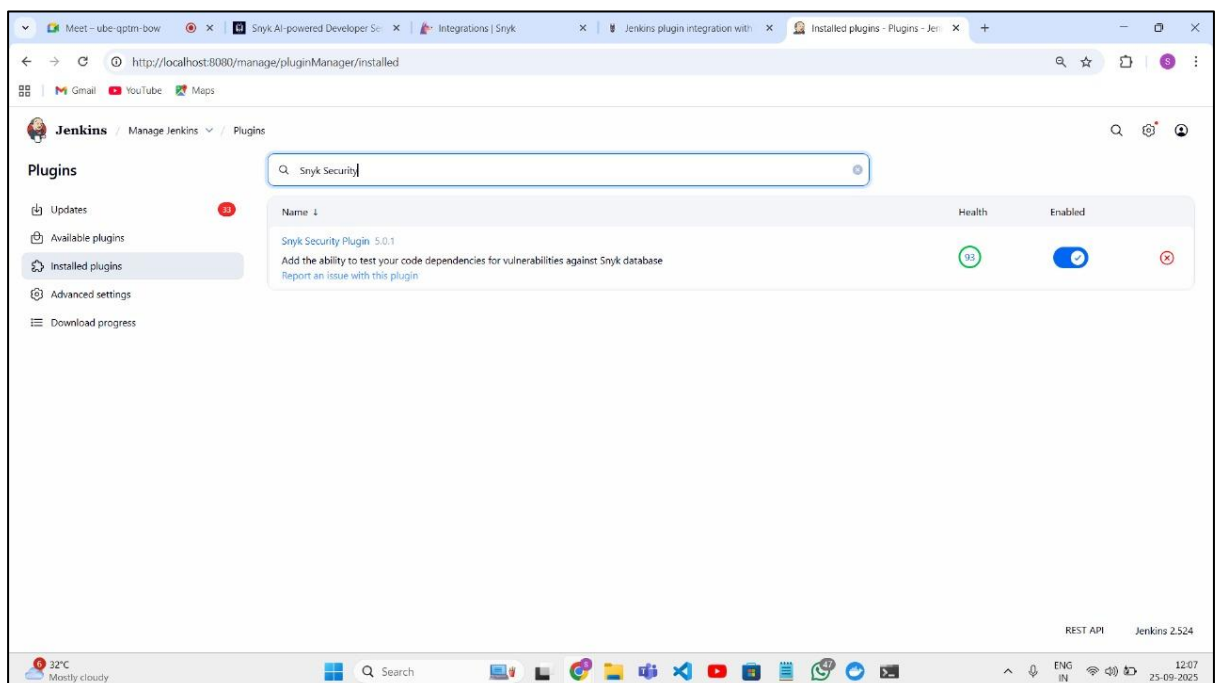 Meet – ube-qptm-bow
Snyk AI-powered Developer Se
Integrations | Snyk
Jenkins plugin integration with
Installed plugins - Plugins - Jen
http://localhost:8080/manage/pluginManager/installed
S
Gmail YouTube Maps
Jenkins / Manage Jenkins / Plugins
Plugins
Snyk Security
Updates 33
Available plugins
Installed plugins
Advanced settings
Download progress
Name ↓ Health Enabled
Snyk Security Plugin 5.0.1
Add the ability to test your code dependencies for vulnerabilities against Snyk database
Report an issue with this plugin
93
REST API Jenkins 2.524
6
32°C
Mostly cloudy
Search
47
ENG
IN
12:07
25-09-2025